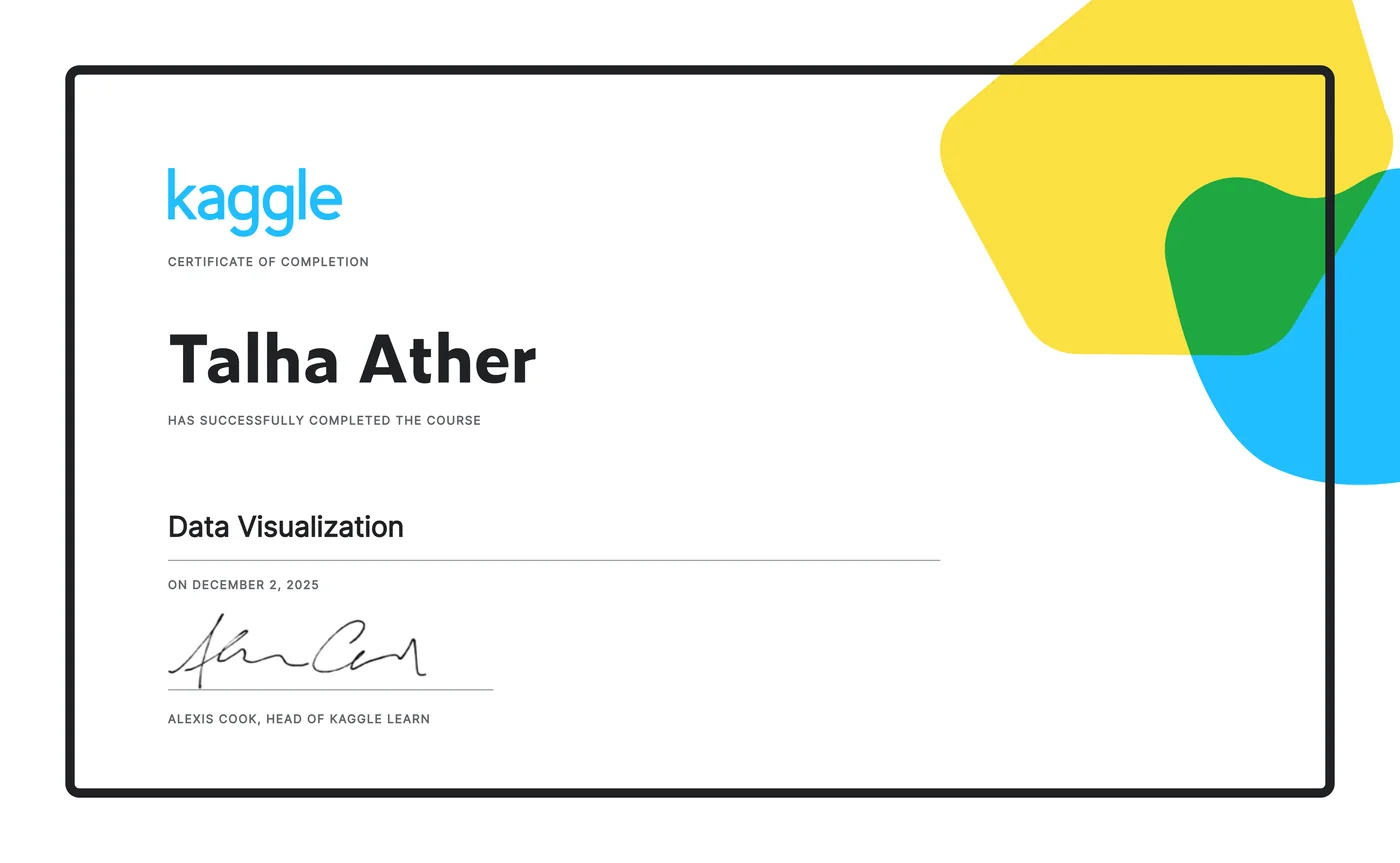 kaggle
CERTIFICATE OF COMPLETION
Talha Ather
HAS SUCCESSFULLY COMPLETED THE COURSE
Data Visualization
ON DECEMBER 2, 2025
ALEXIS COOK, HEAD OF KAGGLE LEARN